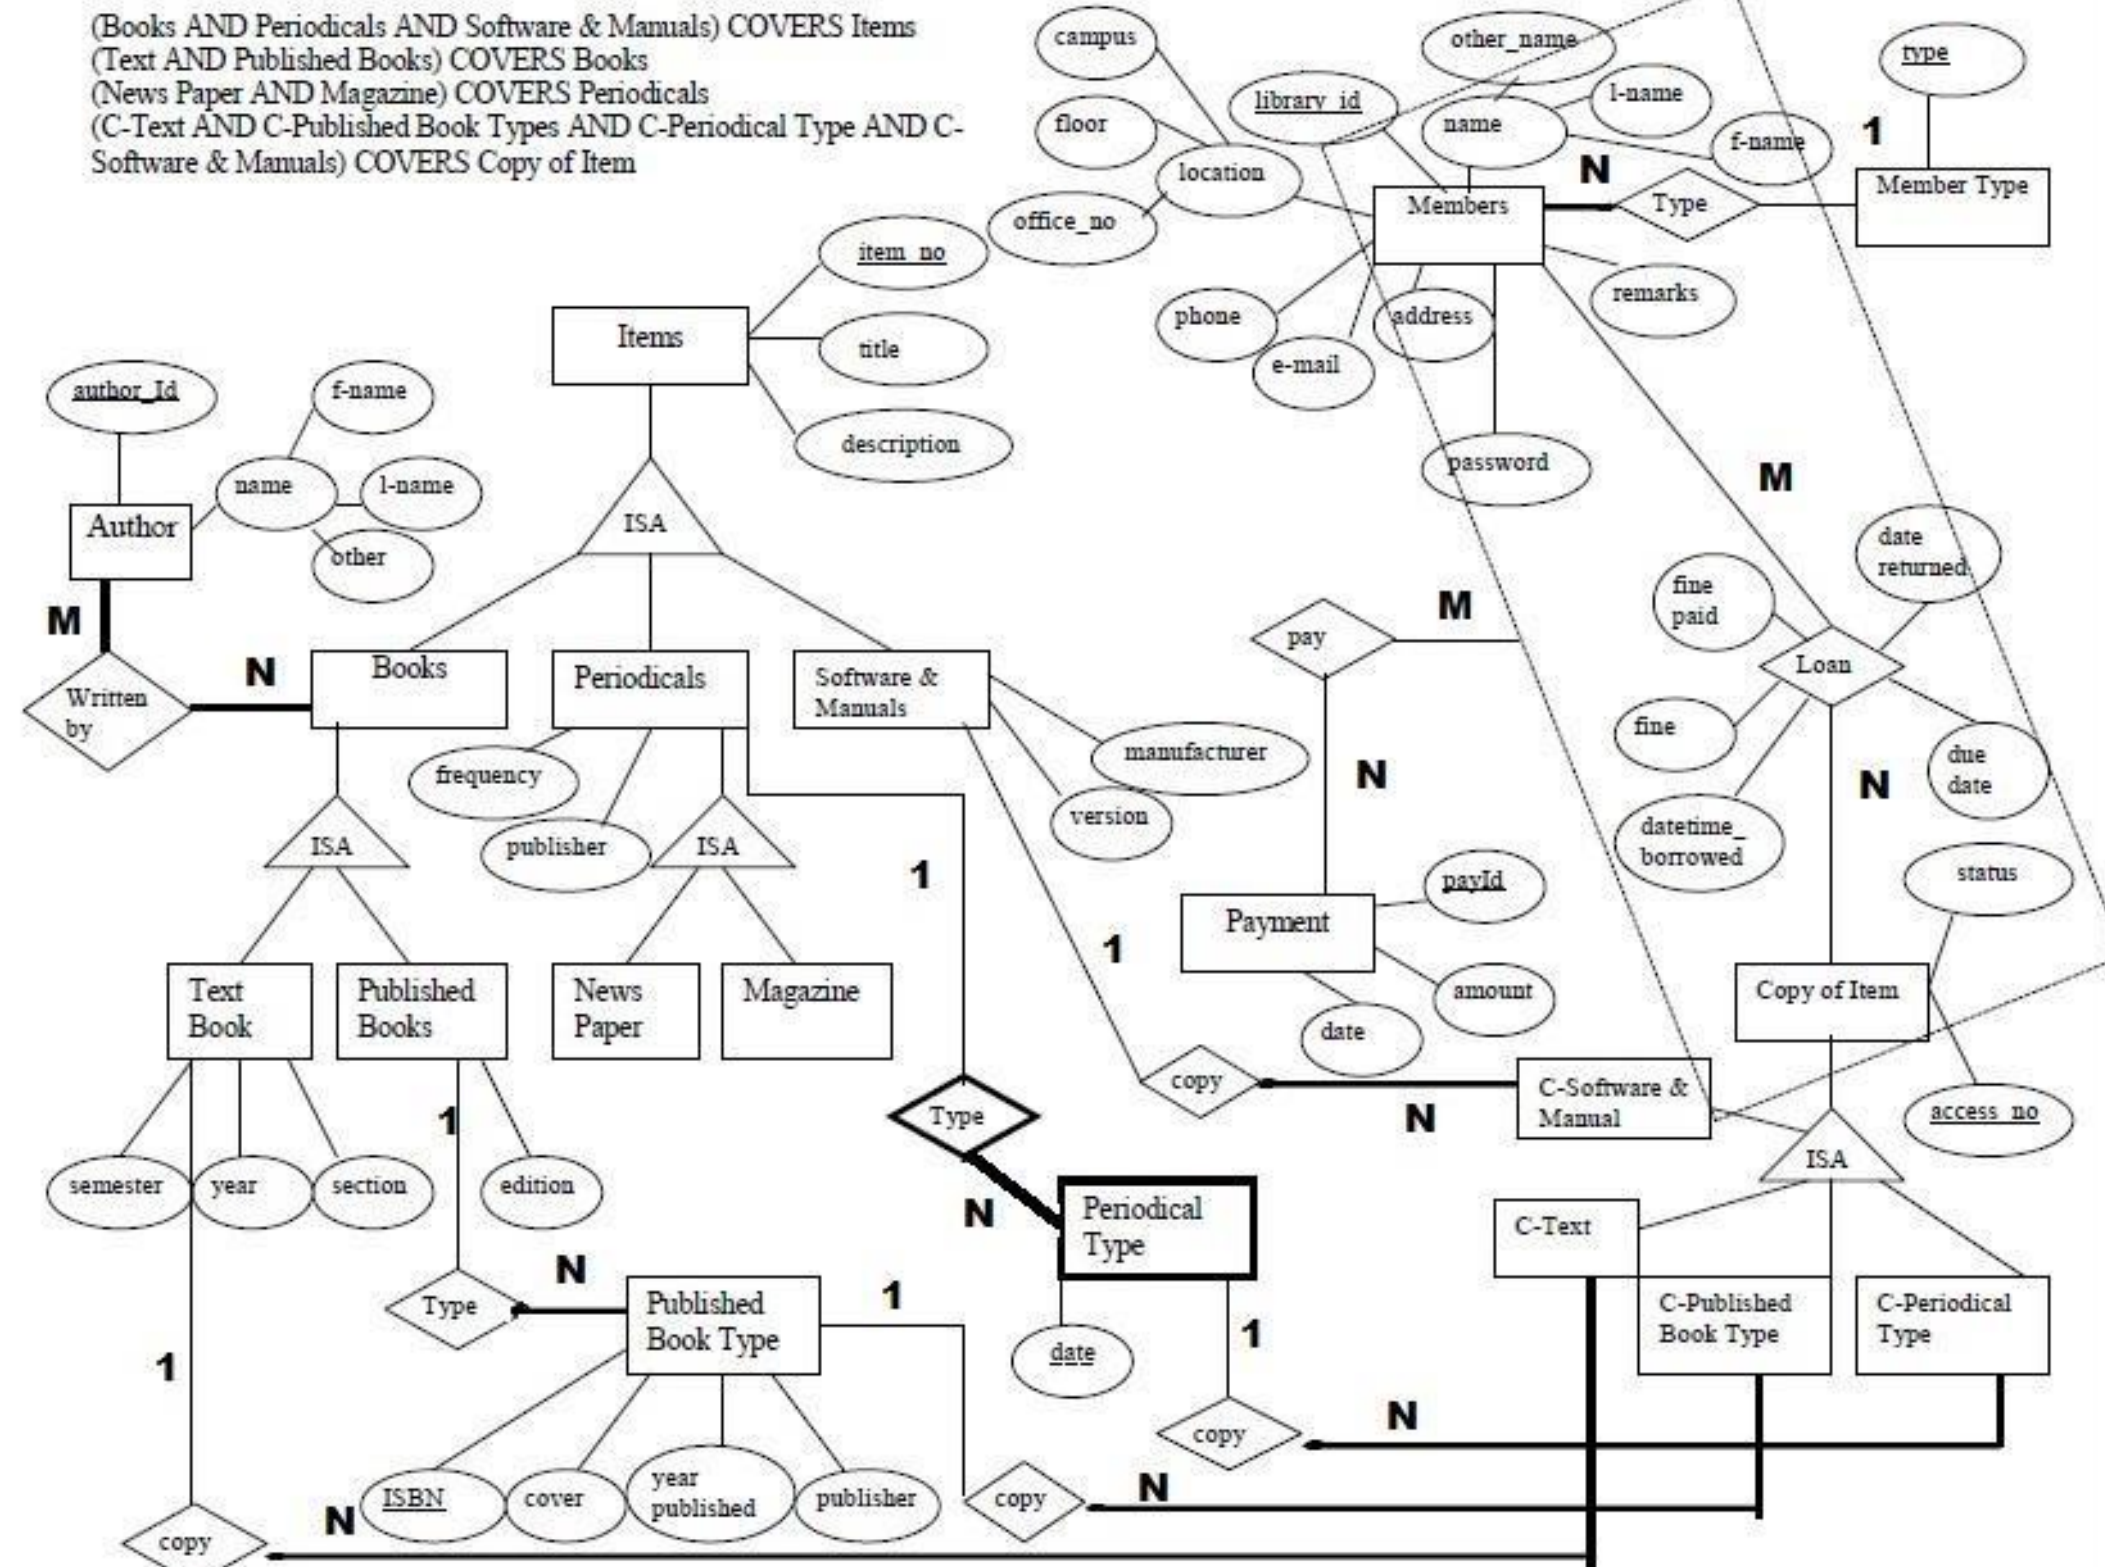 (Books AND Periodicals AND Software & Manuals) COVERS Items
(Text AND Published Books) COVERS Books
(News Paper AND Magazine) COVERS Periodicals
(C-Text AND C-Published Book Types AND C-Periodical Type AND C-
Software & Manuals) COVERS Copy of Item
campus
floor
office_no
location
library_id
other_name
name
l-name
f-name
type
1
N
Members
Type
Member Type
phone
e-mail
address
remarks
password
item_no
title
description
Items
ISA
author_Id
f-name
name
l-name
other
Author
M
Written
by
N
Books
Periodicals
Software &
Manuals
manufacturer
version
frequency
publisher
ISA
ISA
1
1
pay
M
N
M
date
returned
fine
paid
Loan
fine
due
date
datetime_
borrowed
N
status
Payment
payId
amount
date
Copy of Item
access_no
Text
Book
Published
Books
News
Paper
Magazine
copy
N
C-Software &
Manual
ISA
semester
year
section
1
edition
Type
N
Periodical
Type
date
1
C-Text
C-Published
Book Type
C-Periodical
Type
Type
N
Published
Book Type
1
1
ISBN
cover
year
published
publisher
copy
N
copy
N
copy
N